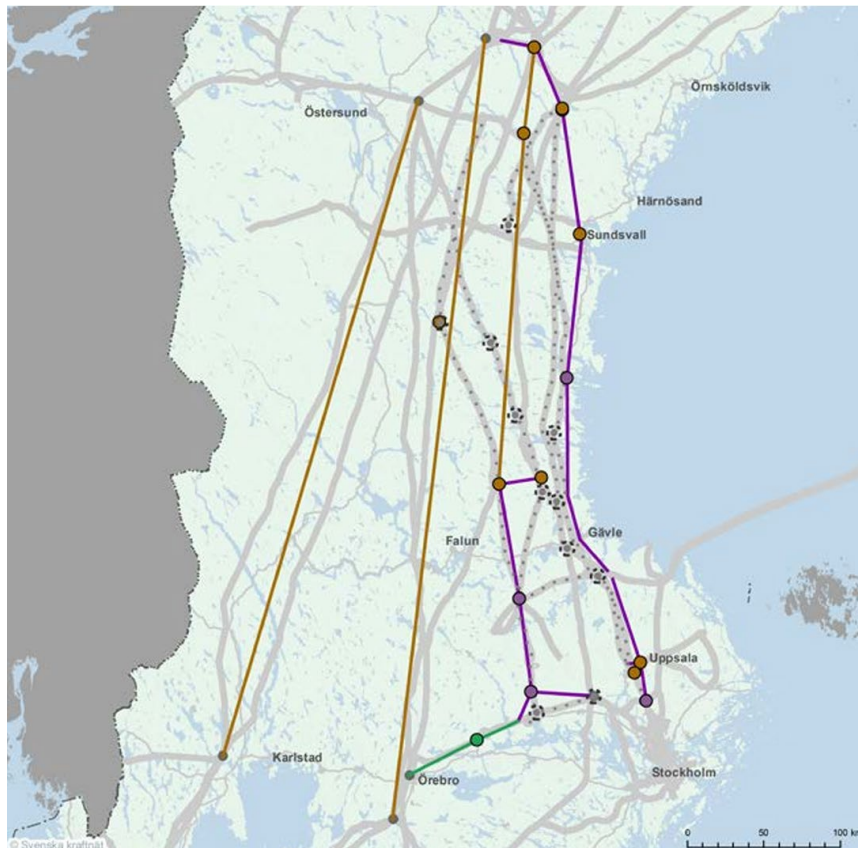 Örnsköldsvik
Östersund
Härnösand
Sundsvall
Gävle
Falun
Uppsala
Karlstad
Örebro
Stockholm
0 50 100 km
© Svenska kraftnät